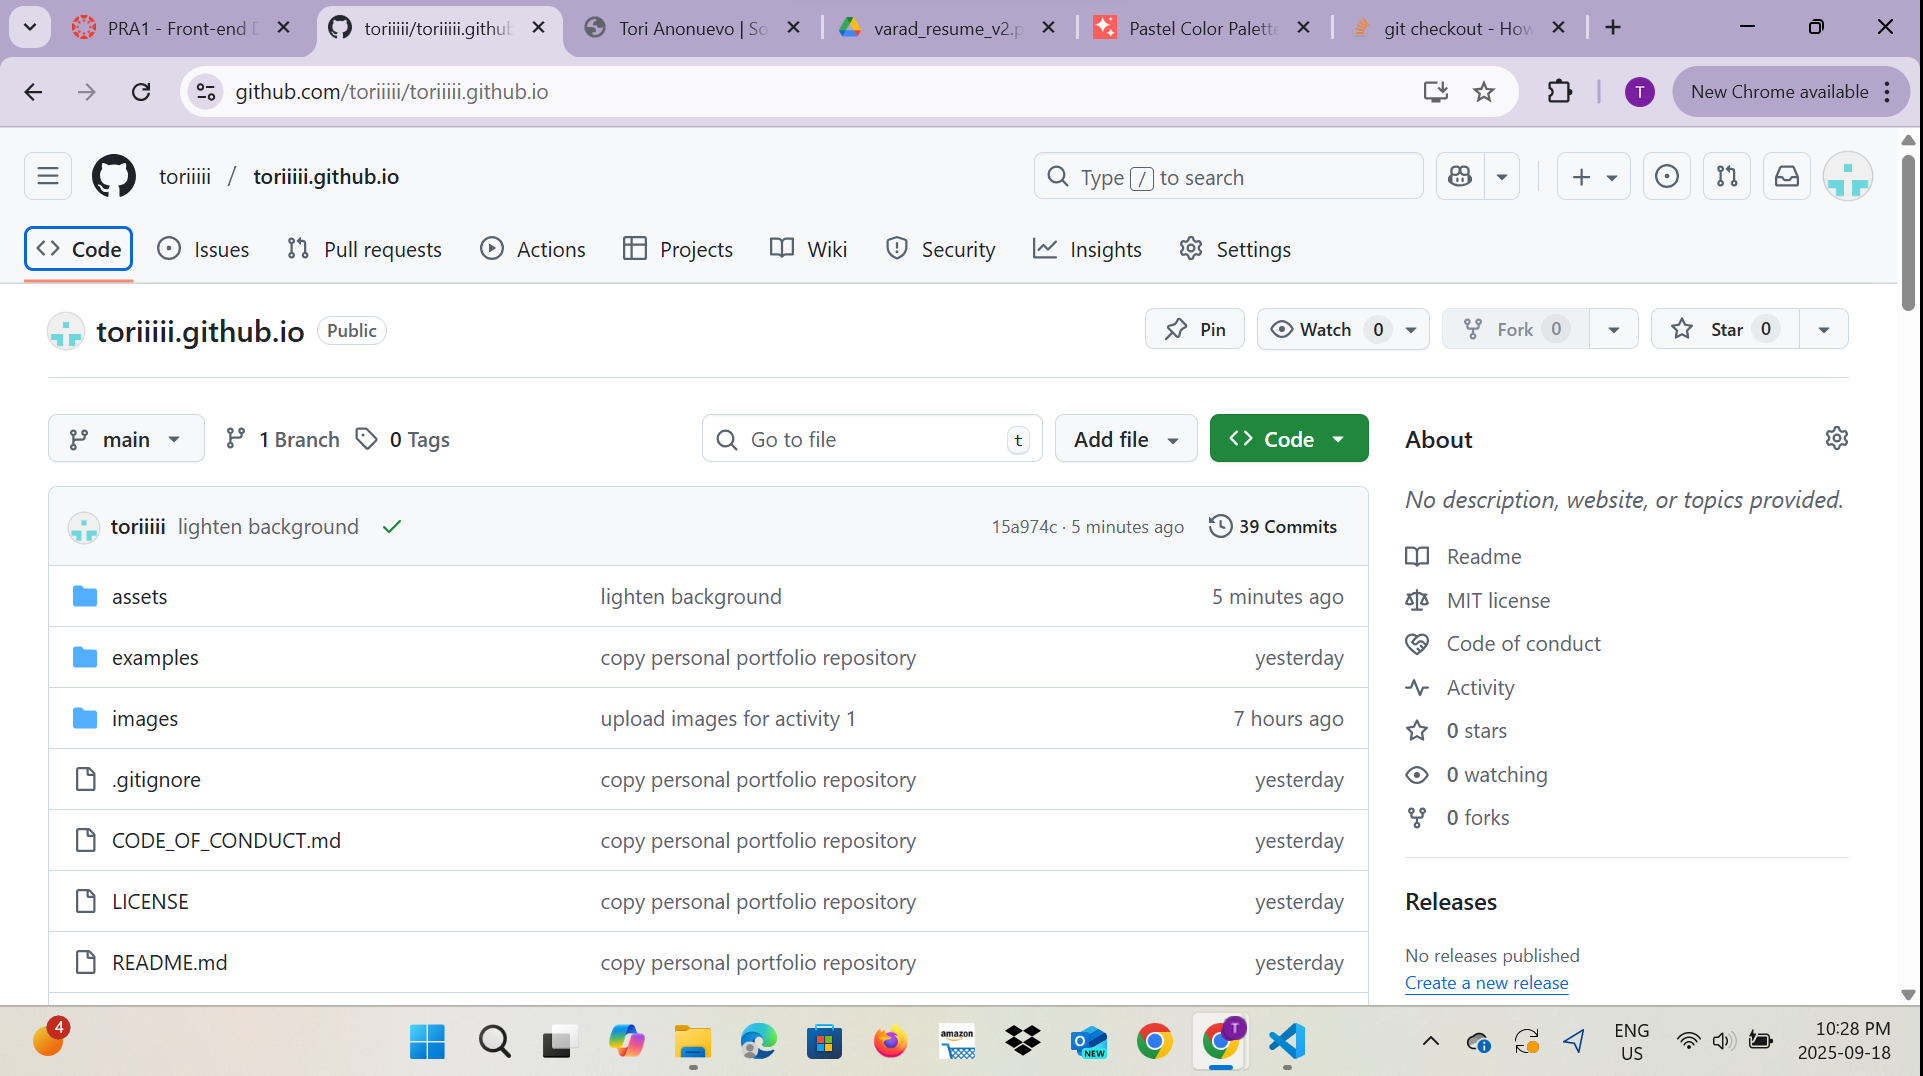 PRA1 - Front-end D
toriiiii/toriiiii.github
Tori Anonuevo | So
varad_resume_v2.p
Pastel Color Palette
git checkout - How
github.com/toriiiii/toriiiii.github.io
T
New Chrome available
toriiiii / toriiiii.github.io
Type / to search
Code
Issues
Pull requests
Actions
Projects
Wiki
Security
Insights
Settings
toriiiii.github.io
Public
Pin
Watch 0
Fork 0
Star 0
main
1 Branch
0 Tags
Go to file
t
Add file
Code
toriiiii lighten background
15a974c · 5 minutes ago
39 Commits
assets lighten background 5 minutes ago
examples copy personal portfolio repository yesterday
images upload images for activity 1 7 hours ago
.gitignore copy personal portfolio repository yesterday
CODE_OF_CONDUCT.md copy personal portfolio repository yesterday
LICENSE copy personal portfolio repository yesterday
README.md copy personal portfolio repository yesterday
About
No description, website, or topics provided.
Readme
MIT license
Code of conduct
Activity
0 stars
0 watching
0 forks
Releases
No releases published
Create a new release
4
amazon
NEW
T
ENG
US
10:28 PM
2025-09-18